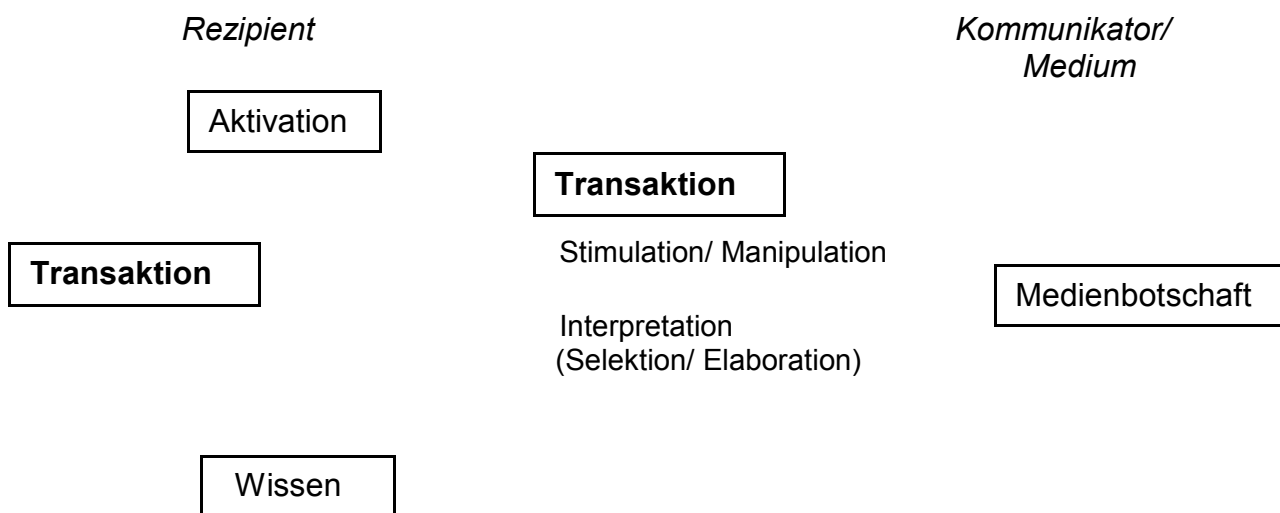 Rezipient
Kommunikator/
Medium
Aktivation
Transaktion
Stimulation/ Manipulation
Transaktion
Medienbotschaft
Interpretation
(Selektion/ Elaboration)
Wissen